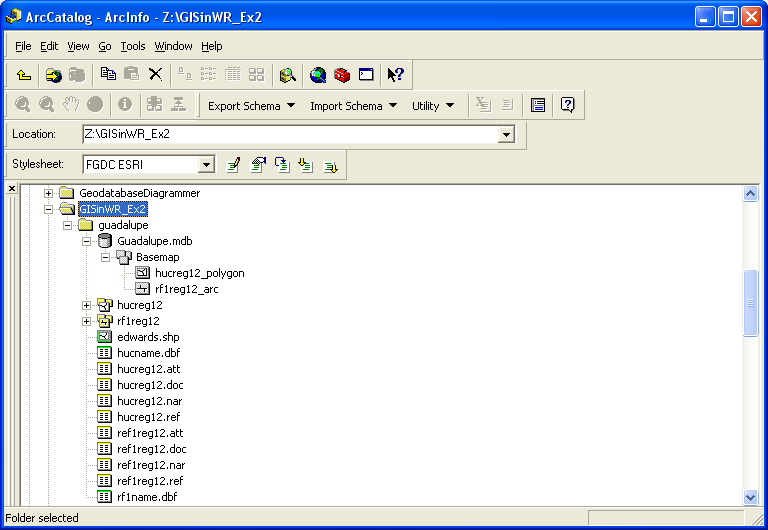 ArcCatalog - ArcInfo - Z:\GISinWR_Ex2
File Edit View Go Tools Window Help
Export Schema Import Schema Utility
Location: Z:\GISinWR_Ex2
Stylesheet: FGDC ESRI
GeodatabaseDiagrammer
GISinWR_Ex2
guadalupe
Guadalupe.mdb
Basemap
hucreg12_polygon
rf1reg12_arc
hucreg12
rf1reg12
edwards.shp
hucname.dbf
hucreg12.att
hucreg12.doc
hucreg12.nar
hucreg12.ref
ref1reg12.att
ref1reg12.doc
ref1reg12.nar
ref1reg12.ref
rf1name.dbf
Folder selected